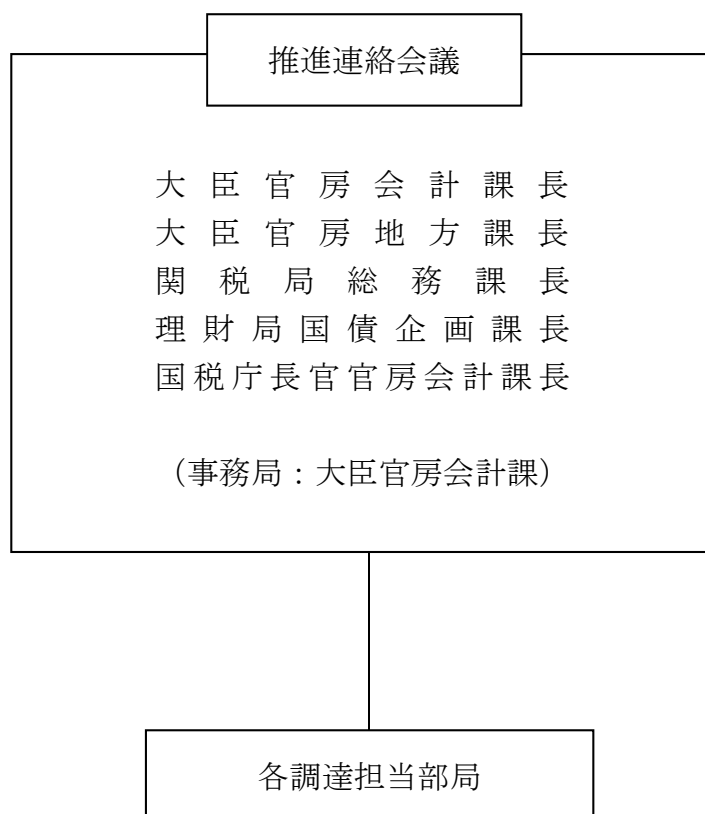 推進連絡会議
大臣官房会計課長
大臣官房地方課長
関税局総務課長
理財局国債企画課長
国税庁長官官房会計課長
（事務局：大臣官房会計課）
各調達担当部局